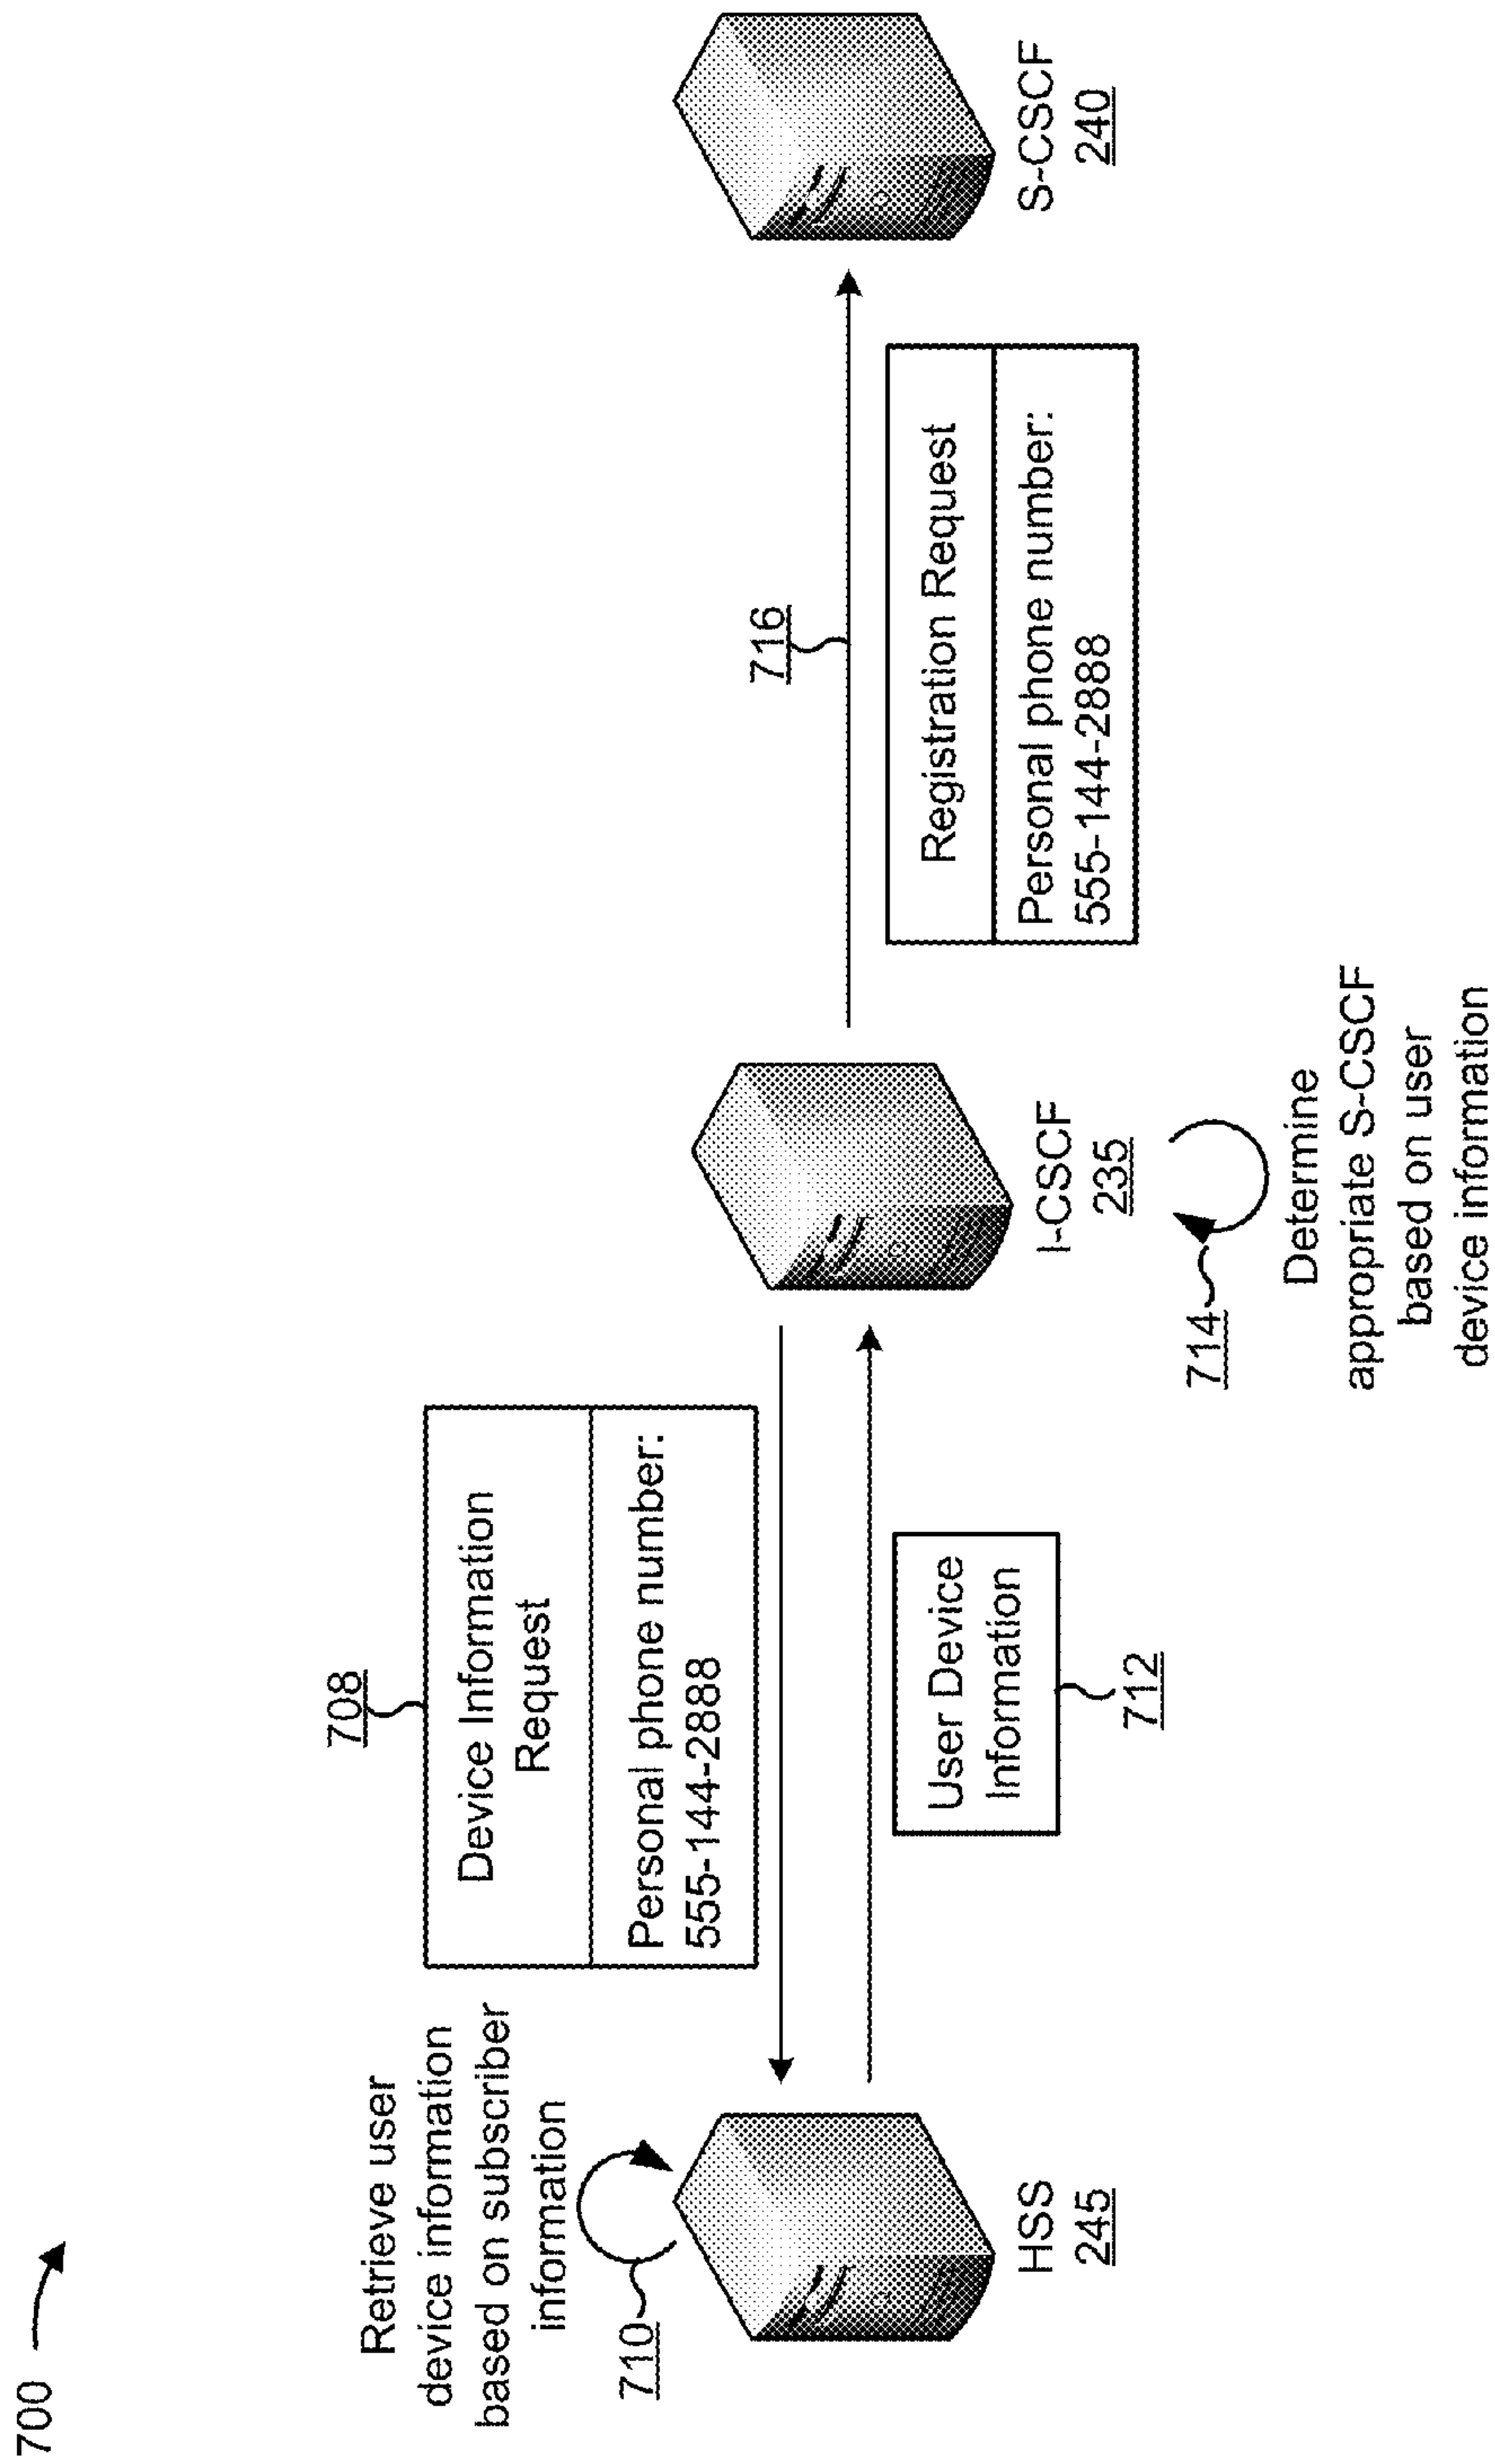 700
Retrieve user
device information
based on subscriber
information
710
HSS
245
708
Device Information
Request
Personal phone number:
555-144-2888
User Device
Information
712
I-CSCF
235
714
Determine
appropriate S-CSCF
based on user
device information
716
Registration Request
Personal phone number:
555-144-2888
S-CSCF
240